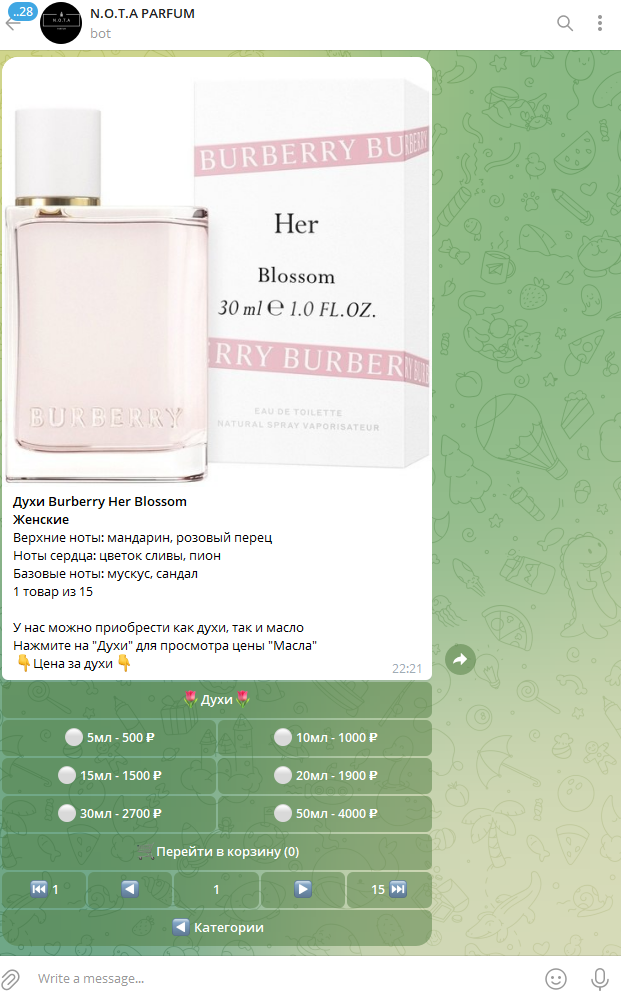 ..28
N.O.T.A
N.O.T.A PARFUM
bot
BURBERRY BURBERRY
Her
Blossom
30 ml ℮ 1.0 FL.OZ.
RRY BURBER
EAU DE TOILETTE
NATURAL SPRAY VAPORISATEUR
BURBERRY
Духи Burberry Her Blossom
Женские
Верхние ноты: мандарин, розовый перец
Ноты сердца: цветок сливы, пион
Базовые ноты: мускус, сандал
1 товар из 15
У нас можно приобрести как духи, так и масло
Нажмите на "Духи" для просмотра цены "Масла"
👇Цена за духи👇
22:21
🌷Духи🌷
⚪ 5мл - 500 ₽
⚪ 10мл - 1000 ₽
⚪ 15мл - 1500 ₽
⚪ 20мл - 1900 ₽
⚪ 30мл - 2700 ₽
⚪ 50мл - 4000 ₽
🛒Перейти в корзину (0)
⏮ 1
◀
1
▶
15 ⏭
◀ Категории
Write a message...